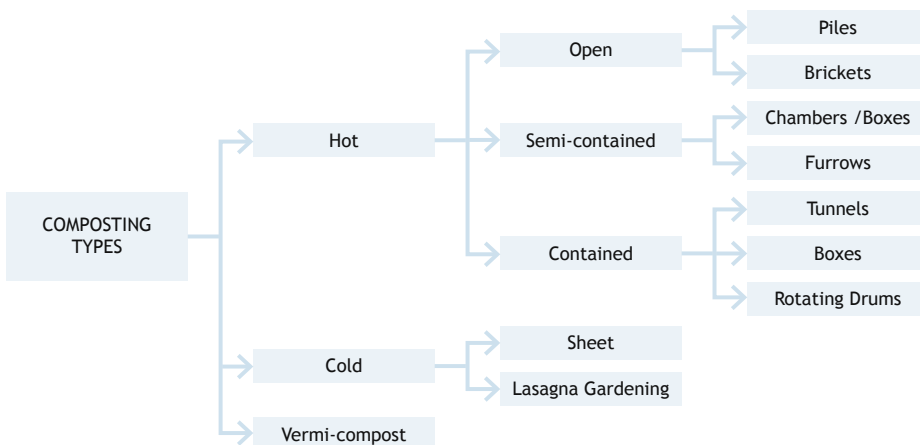 COMPOSTING
TYPES
Hot
Open
Piles
Brickets
Semi-contained
Chambers /Boxes
Furrows
Contained
Tunnels
Boxes
Rotating Drums
Cold
Sheet
Lasagna Gardening
Vermi-compost